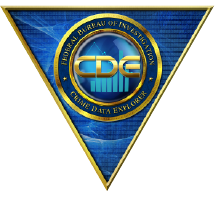 FEDERAL BUREAU OF INVESTIGATION
CDE
CRIME DATA EXPLORER